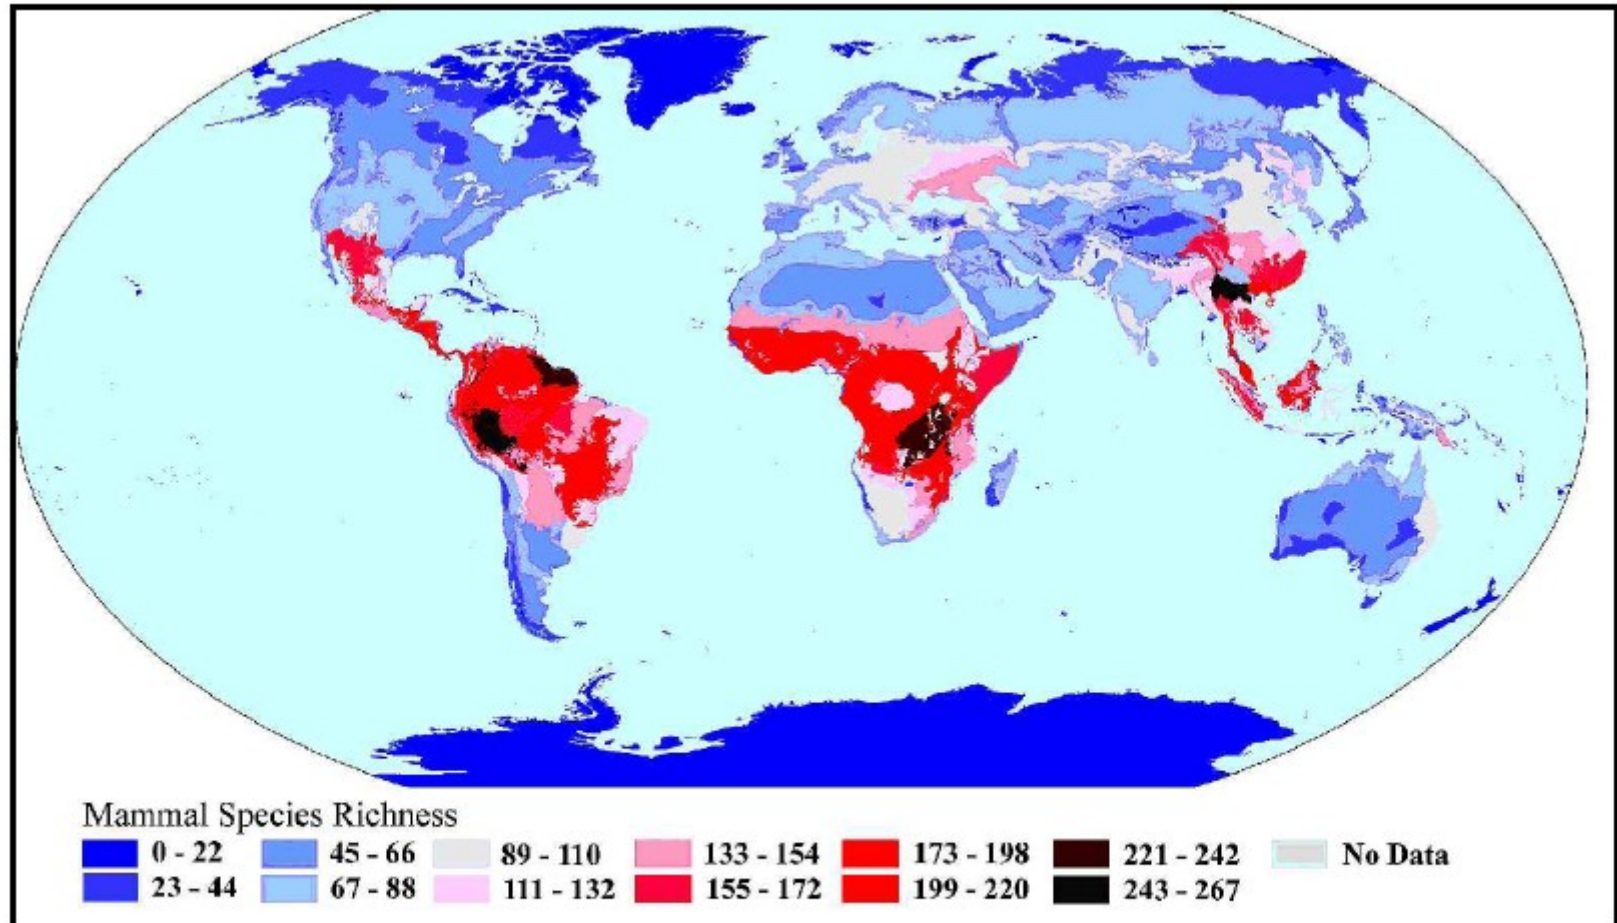 Mammal Species Richness
0 - 22 45 - 66 89 - 110 133 - 154 173 - 198 221 - 242 No Data
23 - 44 67 - 88 111 - 132 155 - 172 199 - 220 243 - 267